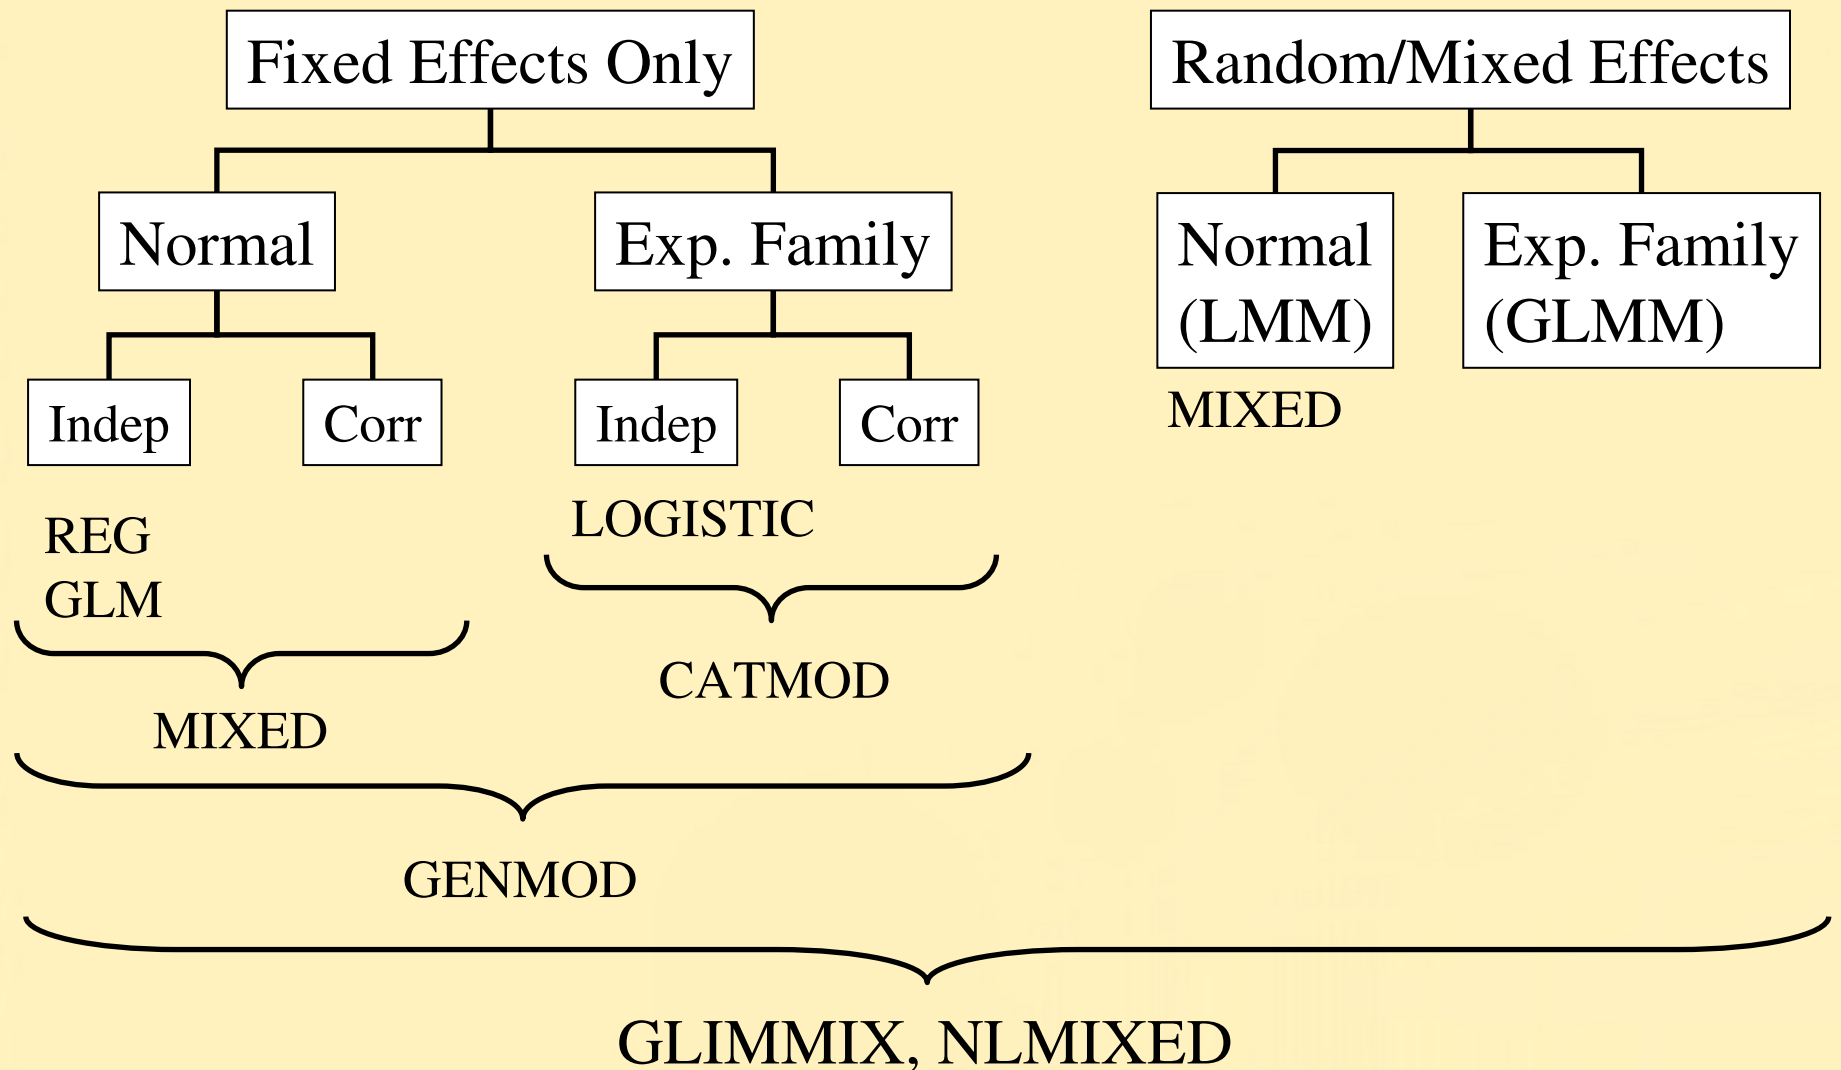 Fixed Effects Only
Random/Mixed Effects
Normal
Exp. Family
Normal
(LMM)
Exp. Family
(GLMM)
Indep
Corr
Indep
Corr
MIXED
REG
GLM
LOGISTIC
MIXED
CATMOD
GENMOD
GLIMMIX, NLMIXED